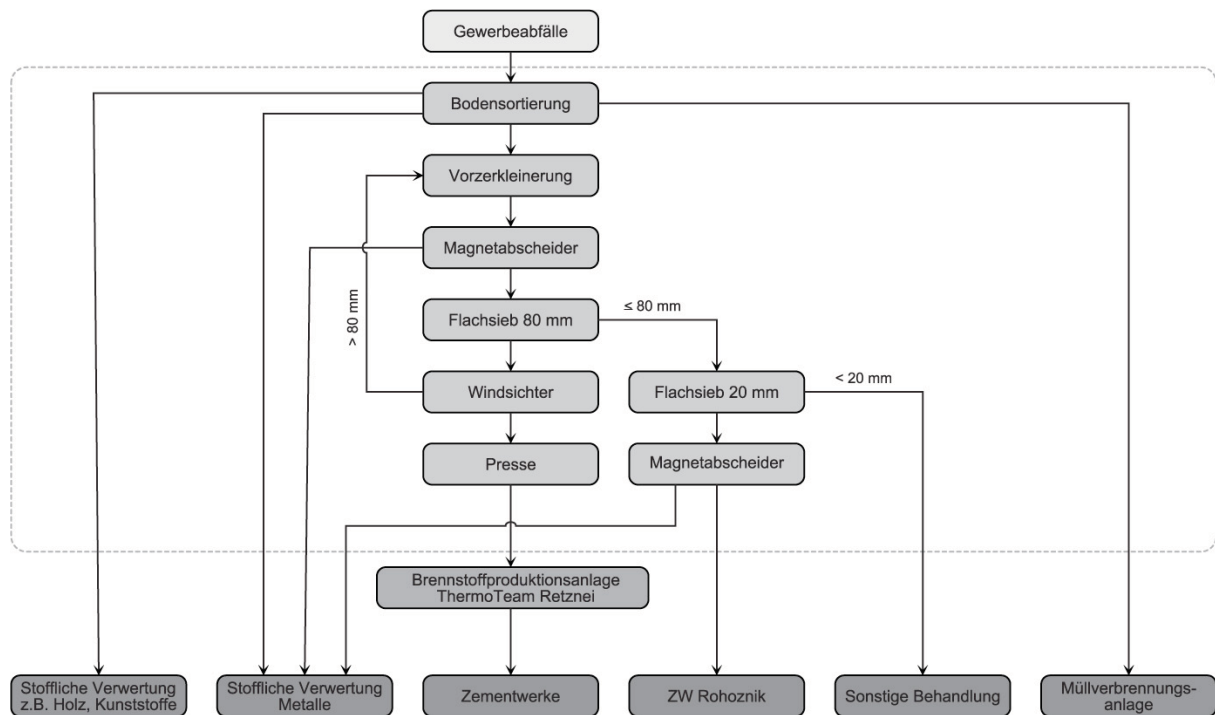 Gewerbeabfälle
Bodensortierung
Vorzerkleinerung
Magnetabscheider
> 80 mm
Flachsieb 80 mm
≤ 80 mm
Windsichter
Flachsieb 20 mm
< 20 mm
Presse
Magnetabscheider
Brennstoffproduktionsanlage
ThermoTeam Retznei
Stoffliche Verwertung
z.B. Holz, Kunststoffe
Stoffliche Verwertung
Metalle
Zementwerke
ZW Rohoznik
Sonstige Behandlung
Müllverbrennungs-
anlage